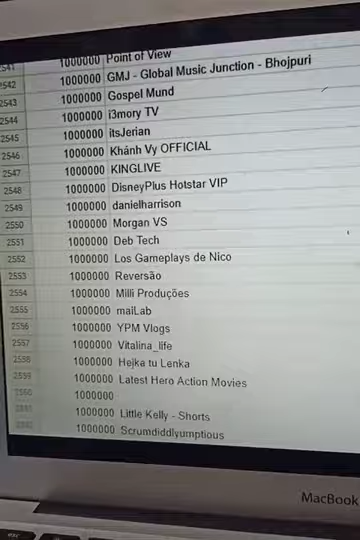 2541 1000000 Point of View
2542 1000000 GMJ - Global Music Junction - Bhojpuri
2543 1000000 Gospel Mund
2544 1000000 i3mory TV
2545 1000000 itsJerian
2546 1000000 Khánh Vy OFFICIAL
2547 1000000 KINGLIVE
2548 1000000 DisneyPlus Hotstar VIP
2549 1000000 danielharrison
2550 1000000 Morgan VS
2551 1000000 Deb Tech
2552 1000000 Los Gameplays de Nico
2553 1000000 Reversão
2554 1000000 Milli Produções
2555 1000000 maiLab
2556 1000000 YPM Vlogs
2557 1000000 Vitalina_life
2558 1000000 Hejka tu Lenka
2559 1000000 Latest Hero Action Movies
2560 1000000
1000000 Little Kelly - Shorts
1000000 Scrumdiddlyumptious
MacBook
esc